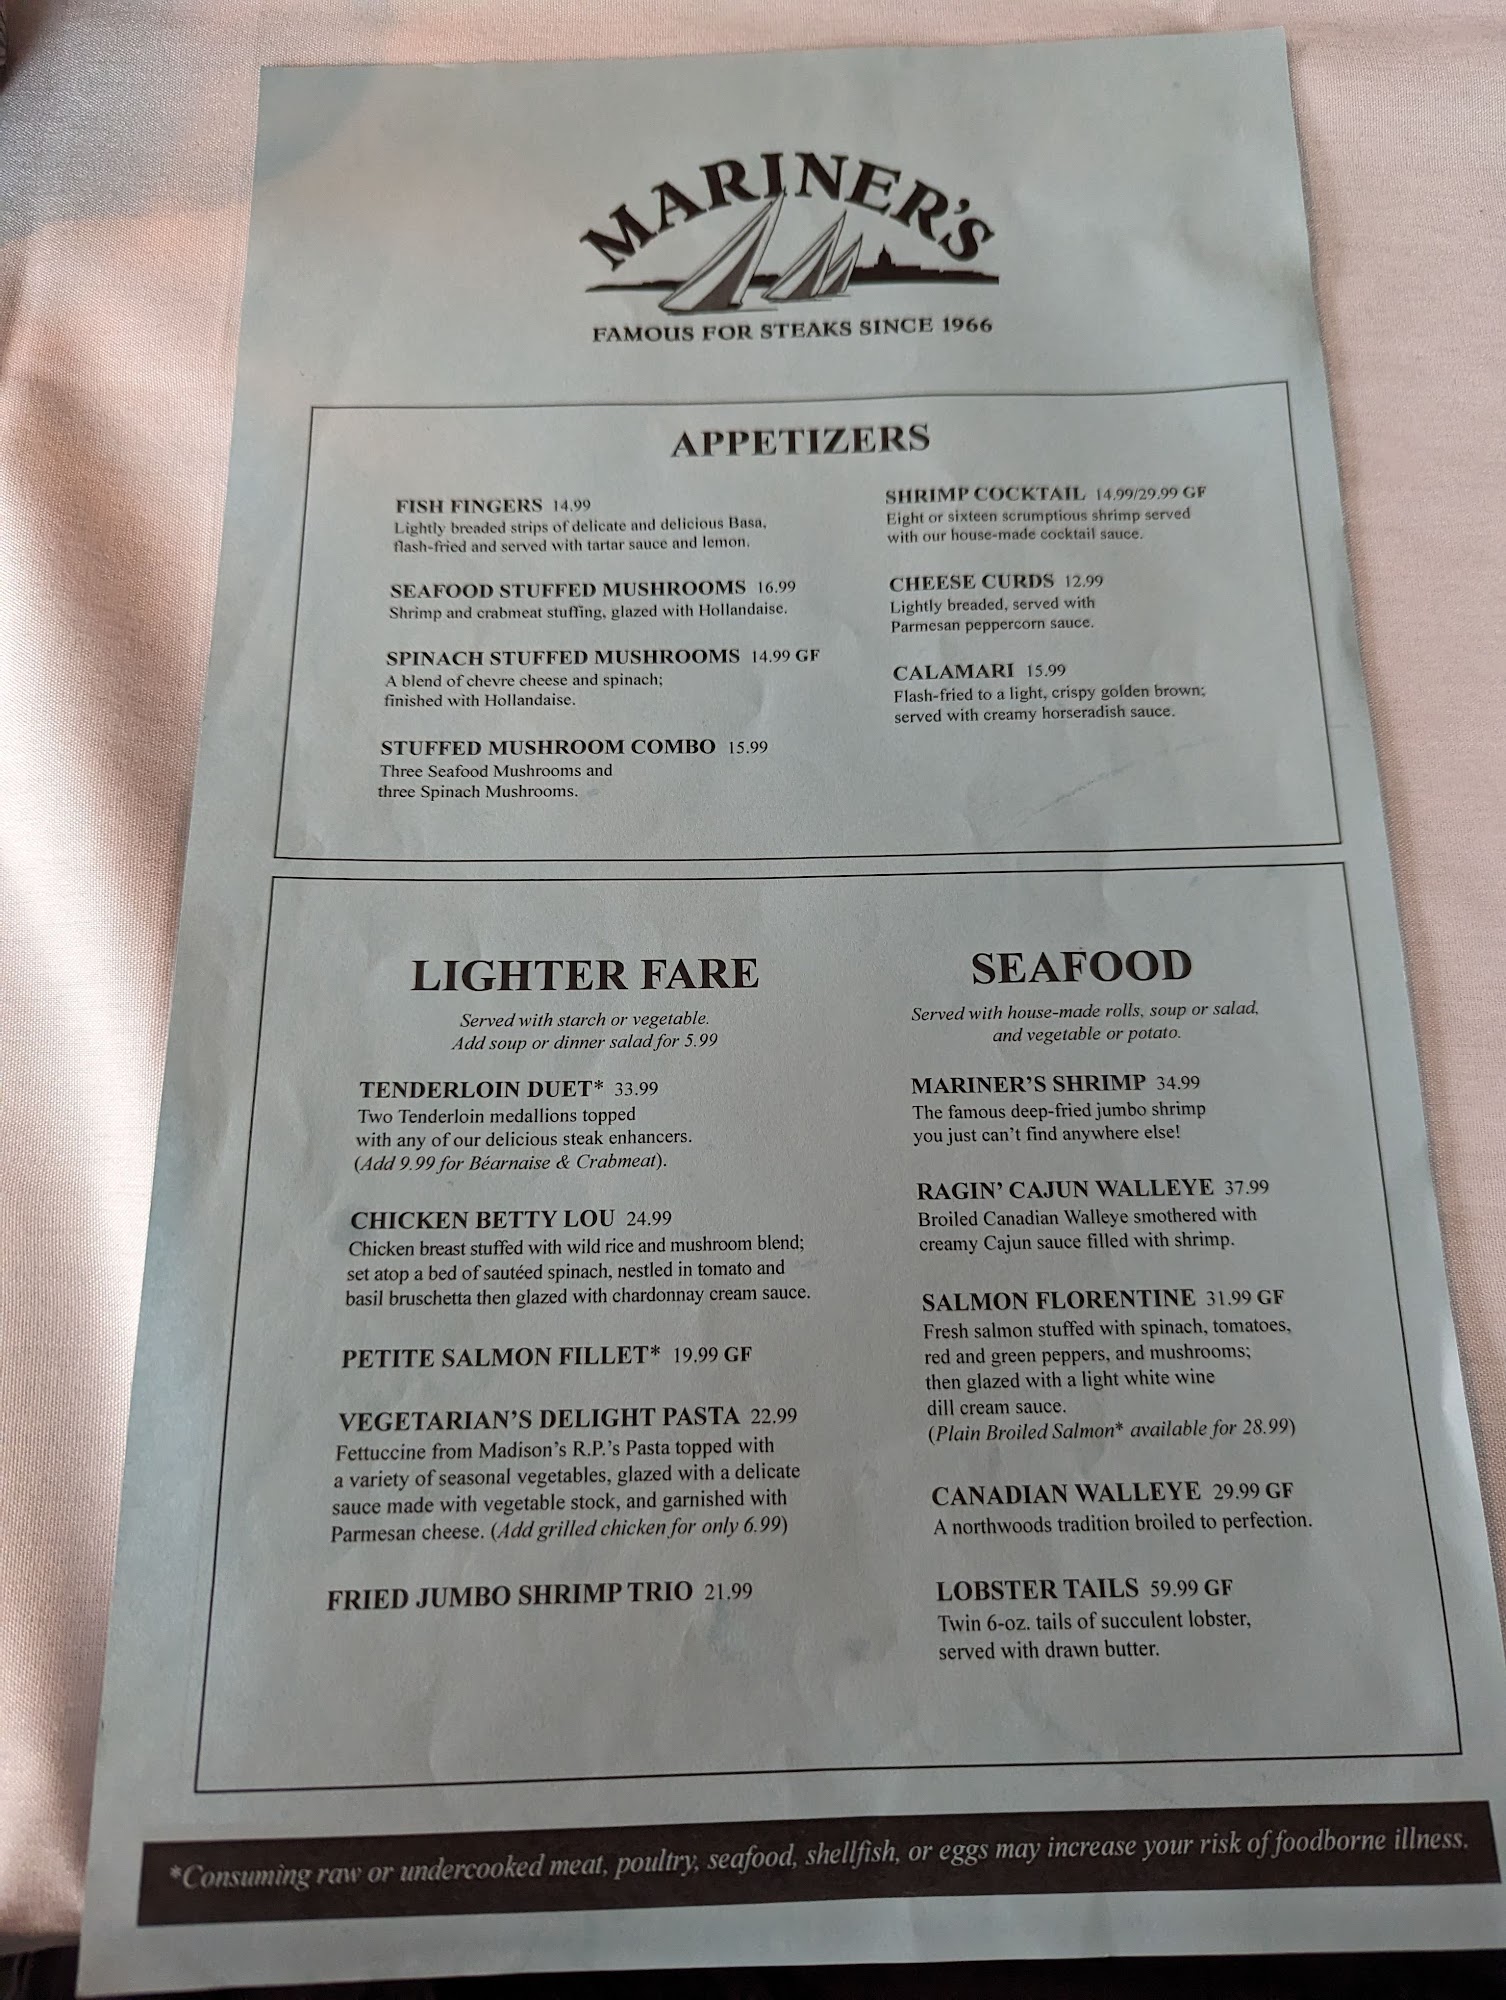 MARINER'S
FAMOUS FOR STEAKS SINCE 1966
APPETIZERS
FISH FINGERS 14.99
Lightly breaded strips of delicate and delicious Basa,
flash-fried and served with tartar sauce and lemon.
SEAFOOD STUFFED MUSHROOMS 16.99
Shrimp and crabmeat stuffing, glazed with Hollandaise.
SPINACH STUFFED MUSHROOMS 14.99 GF
A blend of chevre cheese and spinach;
finished with Hollandaise.
STUFFED MUSHROOM COMBO 15.99
Three Seafood Mushrooms and
three Spinach Mushrooms.
SHRIMP COCKTAIL 14.99/29.99 GF
Eight or sixteen scrumptious shrimp served
with our house-made cocktail sauce.
CHEESE CURDS 12.99
Lightly breaded, served with
Parmesan peppercorn sauce.
CALAMARI 15.99
Flash-fried to a light, crispy golden brown;
served with creamy horseradish sauce.
LIGHTER FARE
Served with starch or vegetable.
Add soup or dinner salad for 5.99
TENDERLOIN DUET* 33.99
Two Tenderloin medallions topped
with any of our delicious steak enhancers.
(Add 9.99 for Béarnaise & Crabmeat).
CHICKEN BETTY LOU 24.99
Chicken breast stuffed with wild rice and mushroom blend;
set atop a bed of sautéed spinach, nestled in tomato and
basil bruschetta then glazed with chardonnay cream sauce.
PETITE SALMON FILLET* 19.99 GF
VEGETARIAN'S DELIGHT PASTA 22.99
Fettuccine from Madison's R.P.'s Pasta topped with
a variety of seasonal vegetables, glazed with a delicate
sauce made with vegetable stock, and garnished with
Parmesan cheese. (Add grilled chicken for only 6.99)
FRIED JUMBO SHRIMP TRIO 21.99
SEAFOOD
Served with house-made rolls, soup or salad,
and vegetable or potato.
MARINER'S SHRIMP 34.99
The famous deep-fried jumbo shrimp
you just can't find anywhere else!
RAGIN' CAJUN WALLEYE 37.99
Broiled Canadian Walleye smothered with
creamy Cajun sauce filled with shrimp.
SALMON FLORENTINE 31.99 GF
Fresh salmon stuffed with spinach, tomatoes,
red and green peppers, and mushrooms;
then glazed with a light white wine
dill cream sauce.
(Plain Broiled Salmon* available for 28.99)
CANADIAN WALLEYE 29.99 GF
A northwoods tradition broiled to perfection.
LOBSTER TAILS 59.99 GF
Twin 6-oz. tails of succulent lobster,
served with drawn butter.
*Consuming raw or undercooked meat, poultry, seafood, shellfish, or eggs may increase your risk of foodborne illness.